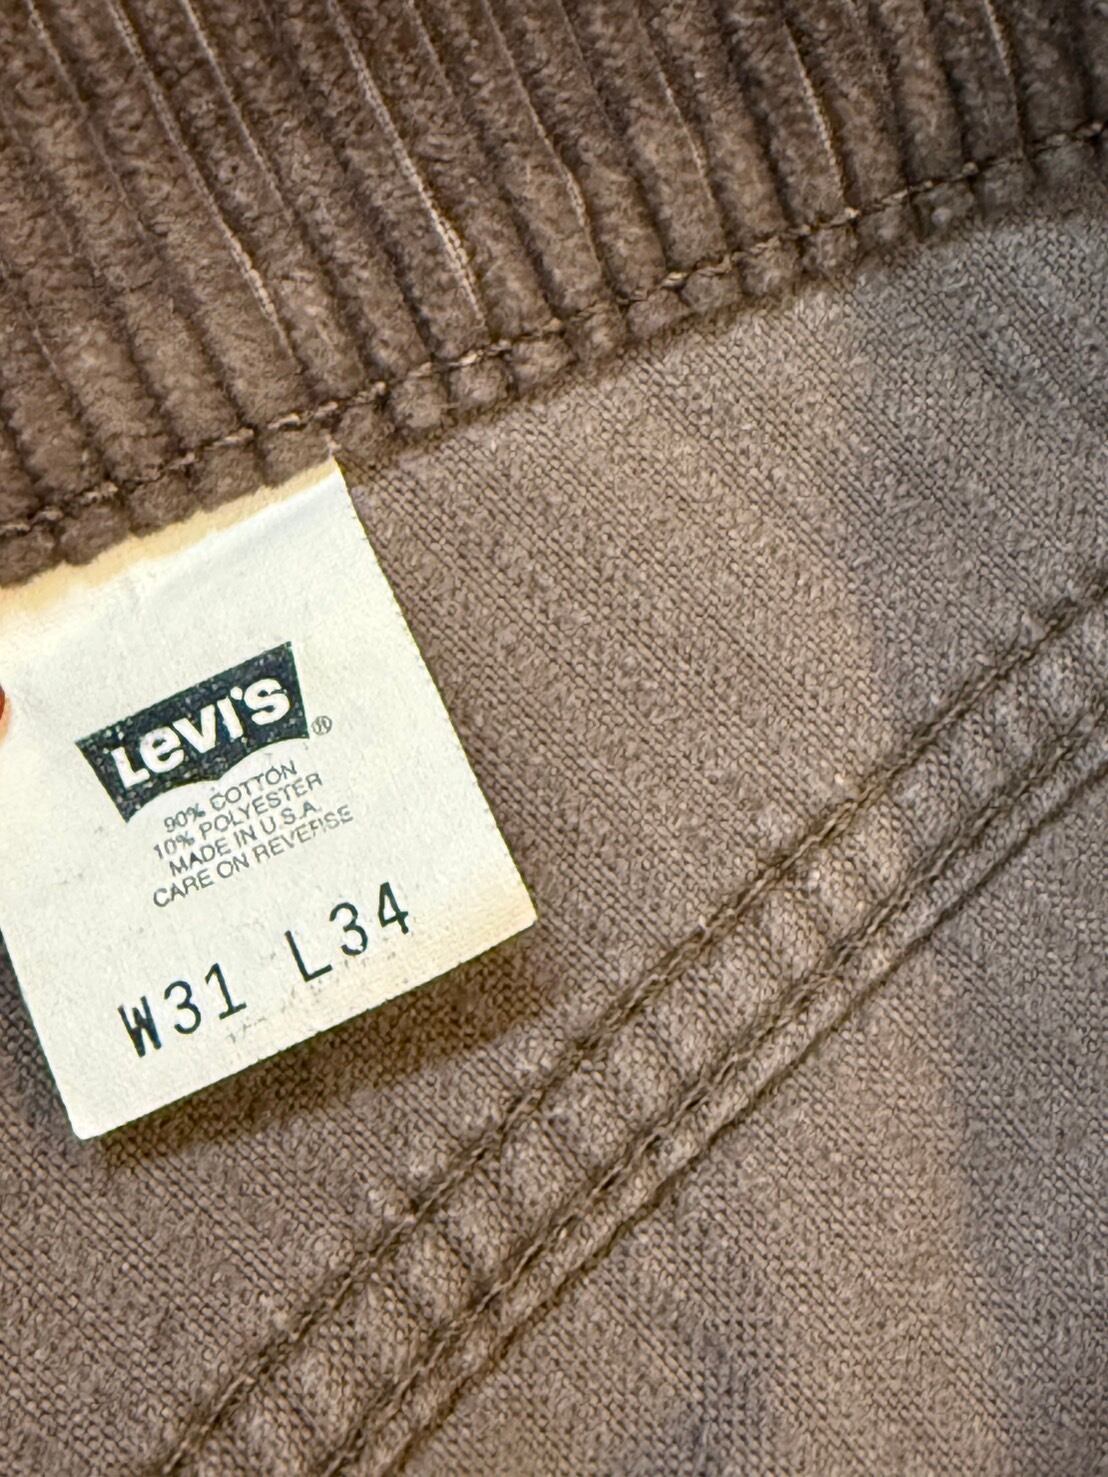 Levi's®
90% COTTON
10% POLYESTER
MADE IN U.S.A.
CARE ON REVERSE
W31 L34